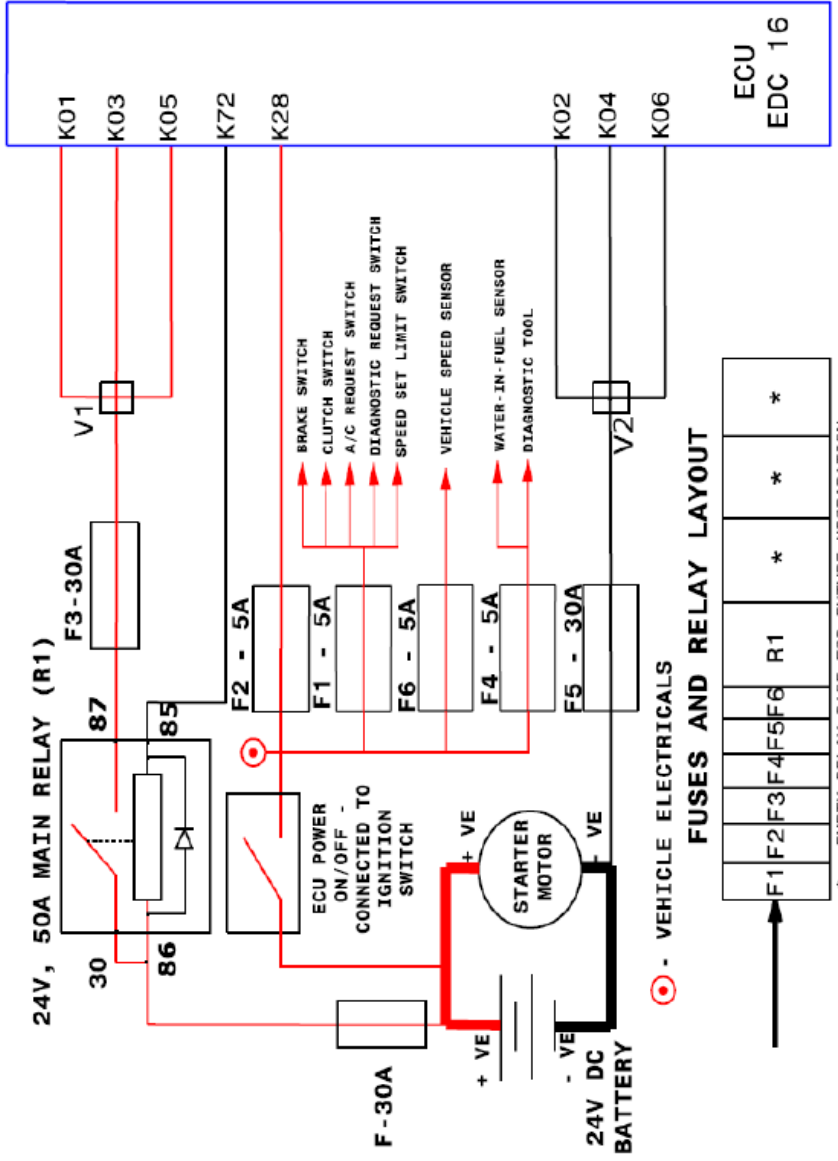 24V, 50A MAIN RELAY (R1)
30
86
87
85
F3-30A
V1
K01
K03
K05
K72
K28
K02
K04
K06
ECU
EDC 16
ECU POWER
ON/OFF -
CONNECTED TO
IGNITION
SWITCH
F2 - 5A
F1 - 5A
F6 - 5A
F4 - 5A
F5 - 30A
BRAKE SWITCH
CLUTCH SWITCH
A/C REQUEST SWITCH
DIAGNOSTIC REQUEST SWITCH
SPEED SET LIMIT SWITCH
VEHICLE SPEED SENSOR
WATER-IN-FUEL SENSOR
DIAGNOSTIC TOOL
V2
F-30A
+ VE
- VE
24V DC
BATTERY
+ VE
STARTER
MOTOR
VE
- VEHICLE ELECTRICALS
FUSES AND RELAY LAYOUT
F1 F2 F3 F4 F5 F6 R1 * * *